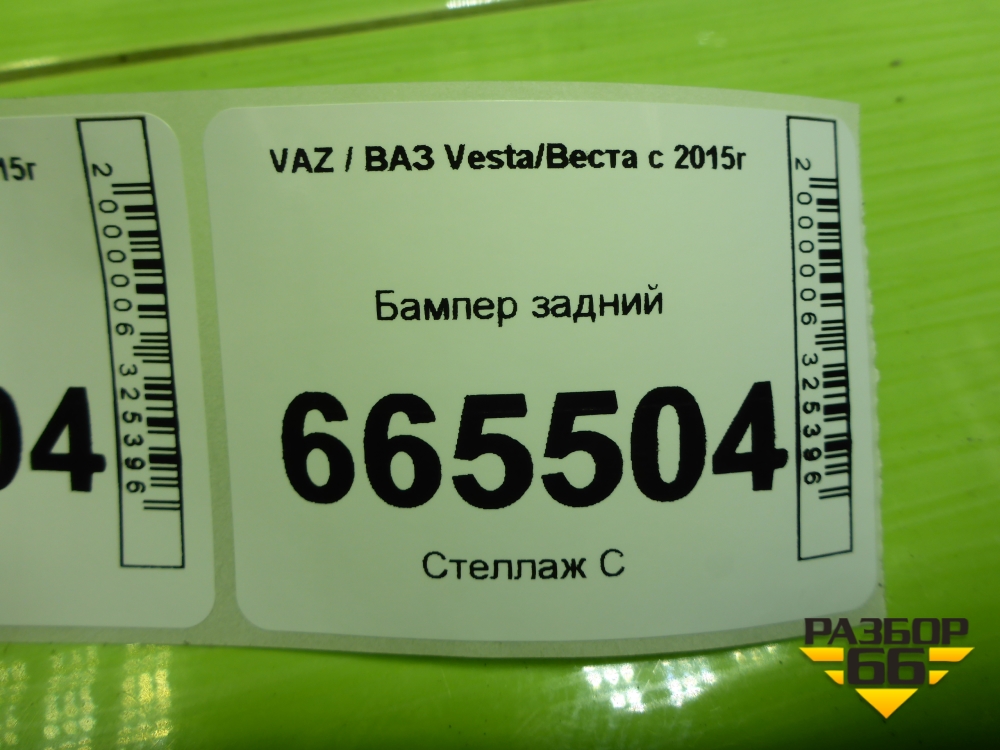 15г
04
2000006325396
VAZ / ВАЗ Vesta/Веста с 2015г
Бампер задний
665504
Стеллаж С
2000006325396
РАЗБОР
66